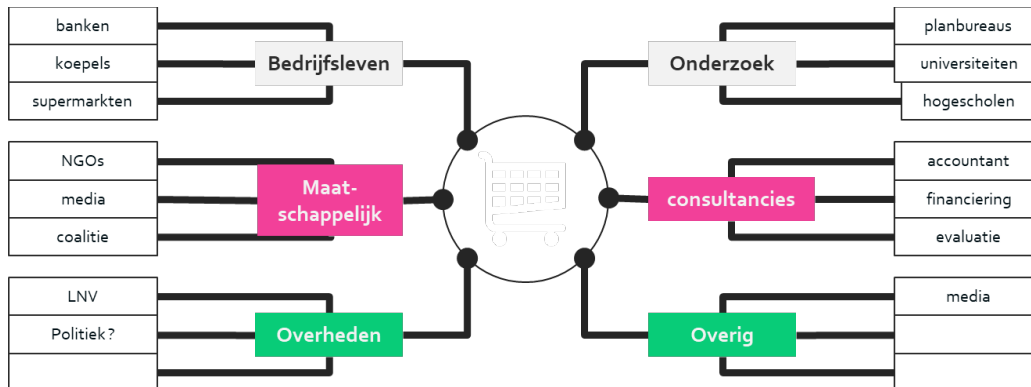 banken
koepels
supermarkten
Bedrijfsleven
NGOs
media
coalitie
Maat-
schappelijk
LNV
Politiek?
Overheden
Onderzoek
planbureaus
universiteiten
hogescholen
consultancies
accountant
financiering
evaluatie
Overig
media